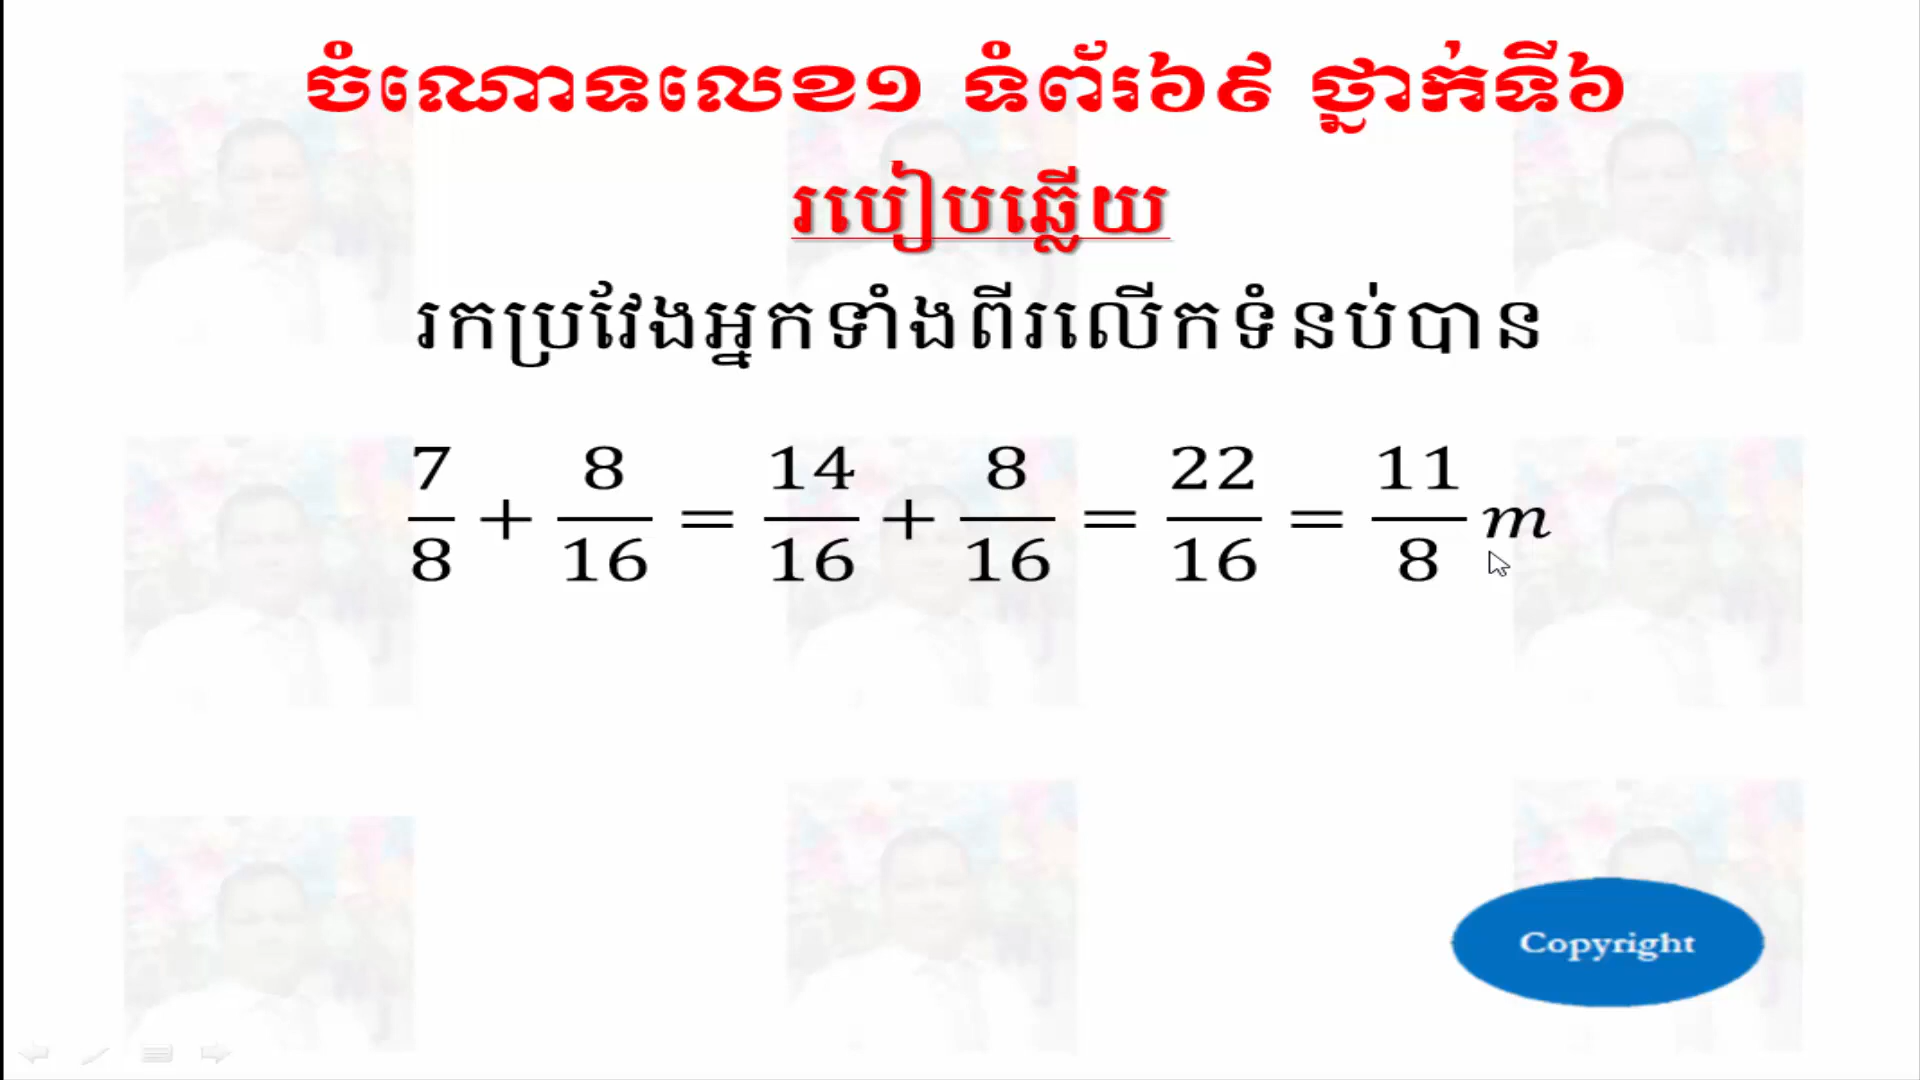 ចំណោទលេខ១ ទំព័រ៦៩ ថ្នាក់ទី៦
របៀបឆ្លើយ
រកប្រវែងអ្នកទាំងពីរលើកទំនប់បាន
7/8 + 8/16 = 14/16 + 8/16 = 22/16 = 11/8 m
Copyright